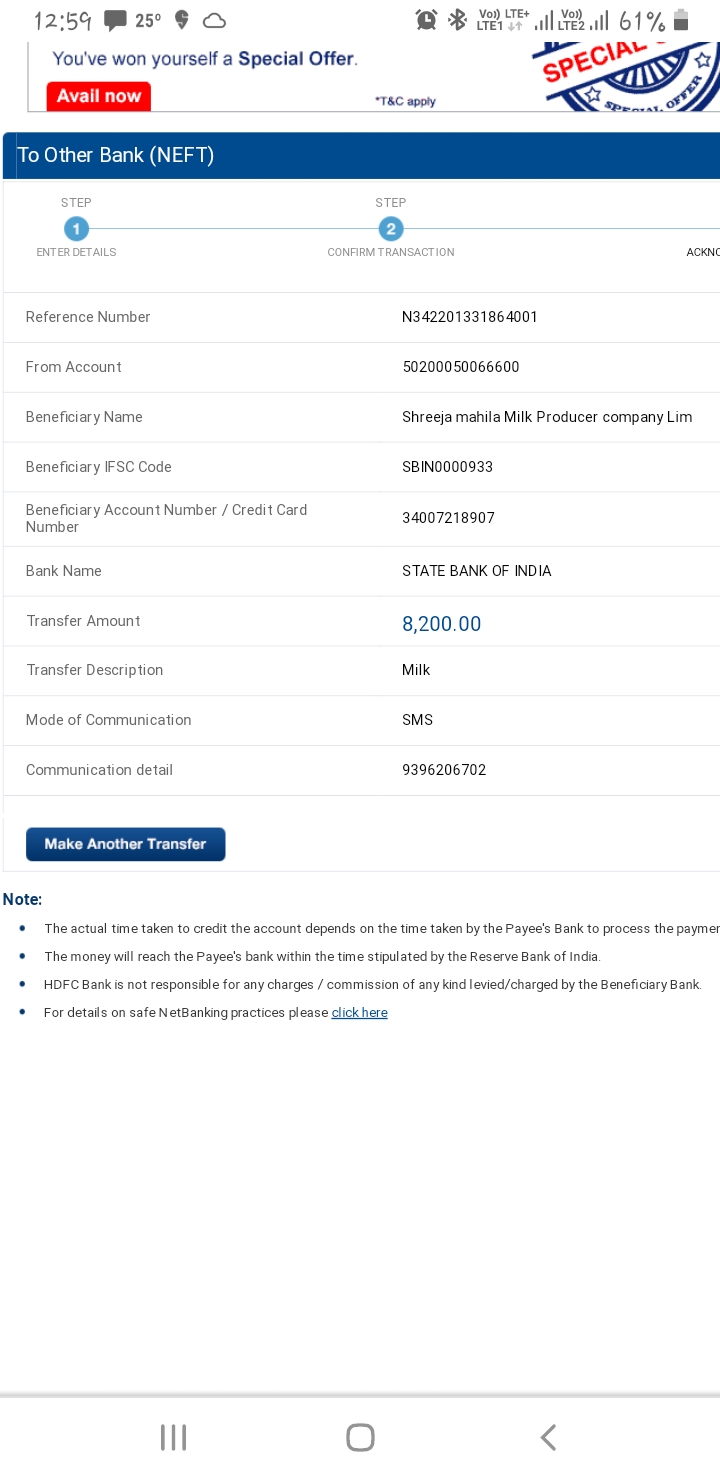 12:59 25° Vo)) LTE+ Vo)) 61%
LTE1 LTE2
You've won yourself a Special Offer.
Avail now
*T&C apply
SPECIAL
SPECIAL OFFER
To Other Bank (NEFT)
STEP STEP
1 2
ENTER DETAILS CONFIRM TRANSACTION ACKNO
Reference Number N342201331864001
From Account 50200050066600
Beneficiary Name Shreeja mahila Milk Producer company Lim
Beneficiary IFSC Code SBIN0000933
Beneficiary Account Number / Credit Card
Number 34007218907
Bank Name STATE BANK OF INDIA
Transfer Amount 8,200.00
Transfer Description Milk
Mode of Communication SMS
Communication detail 9396206702
Make Another Transfer
Note:
The actual time taken to credit the account depends on the time taken by the Payee's Bank to process the paymen
The money will reach the Payee's bank within the time stipulated by the Reserve Bank of India.
HDFC Bank is not responsible for any charges / commission of any kind levied/charged by the Beneficiary Bank.
For details on safe NetBanking practices please click here